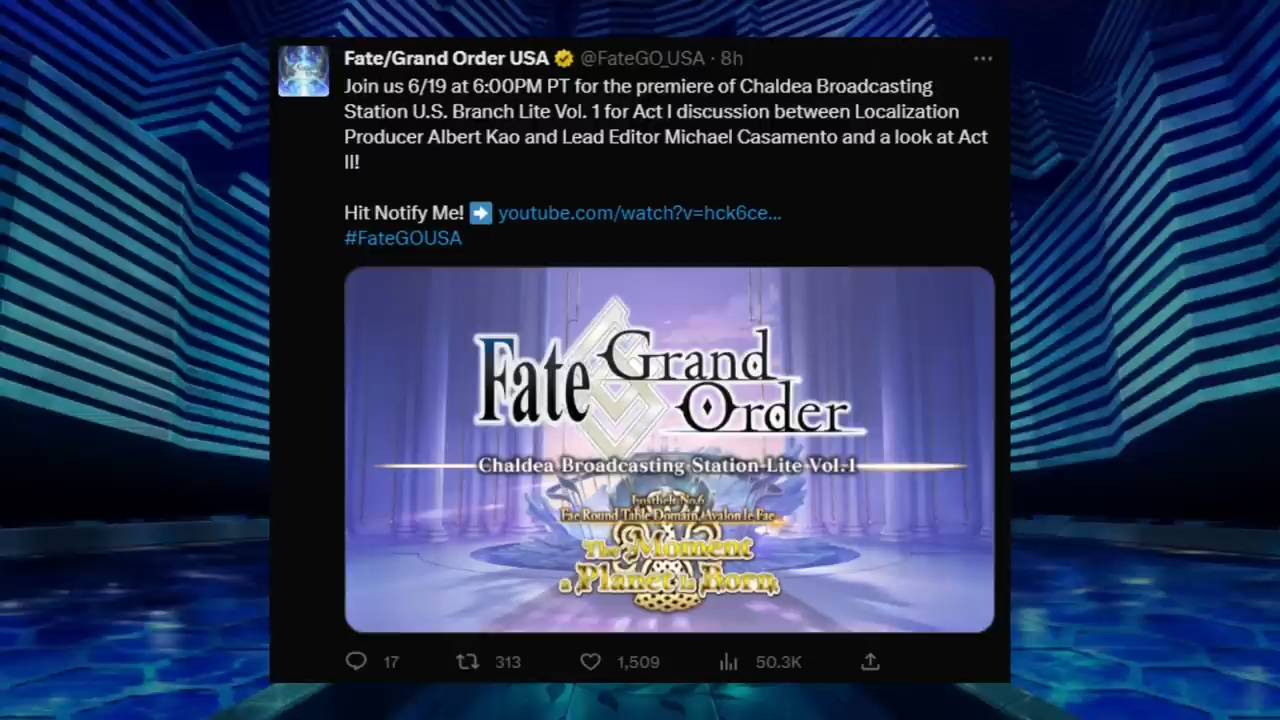 Fate/Grand Order USA @FateGO_USA · 8h
Join us 6/19 at 6:00PM PT for the premiere of Chaldea Broadcasting
Station U.S. Branch Lite Vol. 1 for Act I discussion between Localization
Producer Albert Kao and Lead Editor Michael Casamento and a look at Act
II!
Hit Notify Me! ➡ youtube.com/watch?v=hck6ce...
#FateGOUSA
Fate Grand
Order
Chaldea Broadcasting Station Lite Vol.1
Lostbelt No.6
Fae Round Table Domain, Avalon le Fae
The Moment
a Planet is Born
17 313 1,509 50.3K